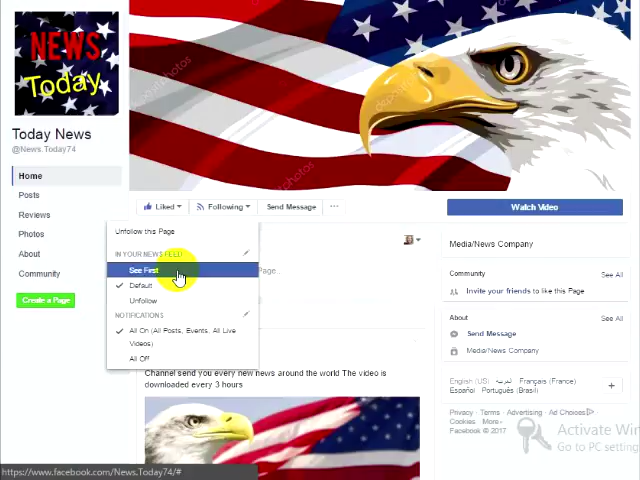 NEWS
Today
depositphotos
Today News
@News.Today74
Home
Posts
Reviews
Photos
About
Community
Create a Page
Liked
Following
Send Message
···
Watch Video
Unfollow this Page
IN YOUR NEWS FEED
See First
Default
Unfollow
NOTIFICATIONS
All On (All Posts, Events, All Live
Videos)
All Off
Page..
Channel send you every new news around the world The video is
downloaded every 3 hours
Media/News Company
Community
See All
Invite your friends to like this Page
About
See All
Send Message
Media/News Company
English (US) · العربية · Français (France) ·
Español · Português (Brasil)
Privacy · Terms · Advertising · Ad Choices
Cookies · More
Facebook © 2017
Activate Win
Go to PC setting
https://www.facebook.com/News.Today74/#